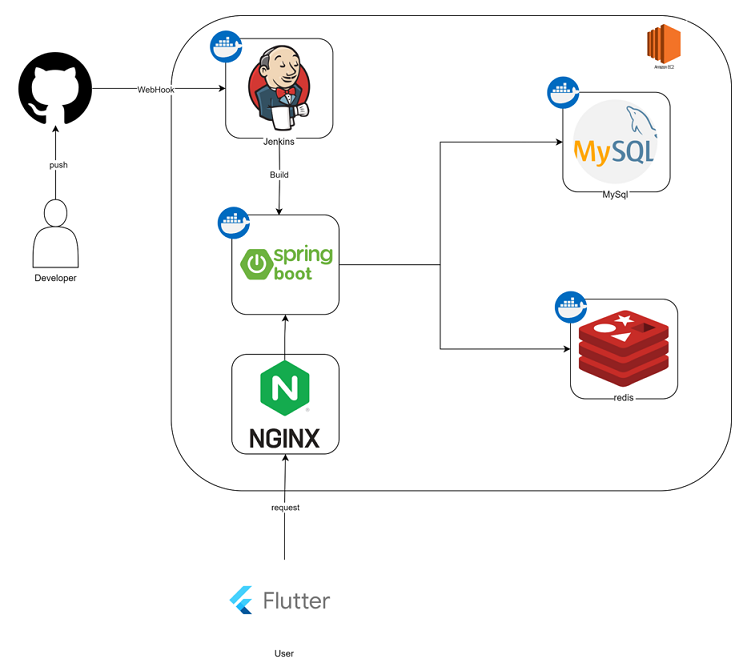 Amazon EC2
WebHook
Jenkins
push
Build
Developer
spring
boot
MySQL
MySql
redis
N
NGINX
request
Flutter
User